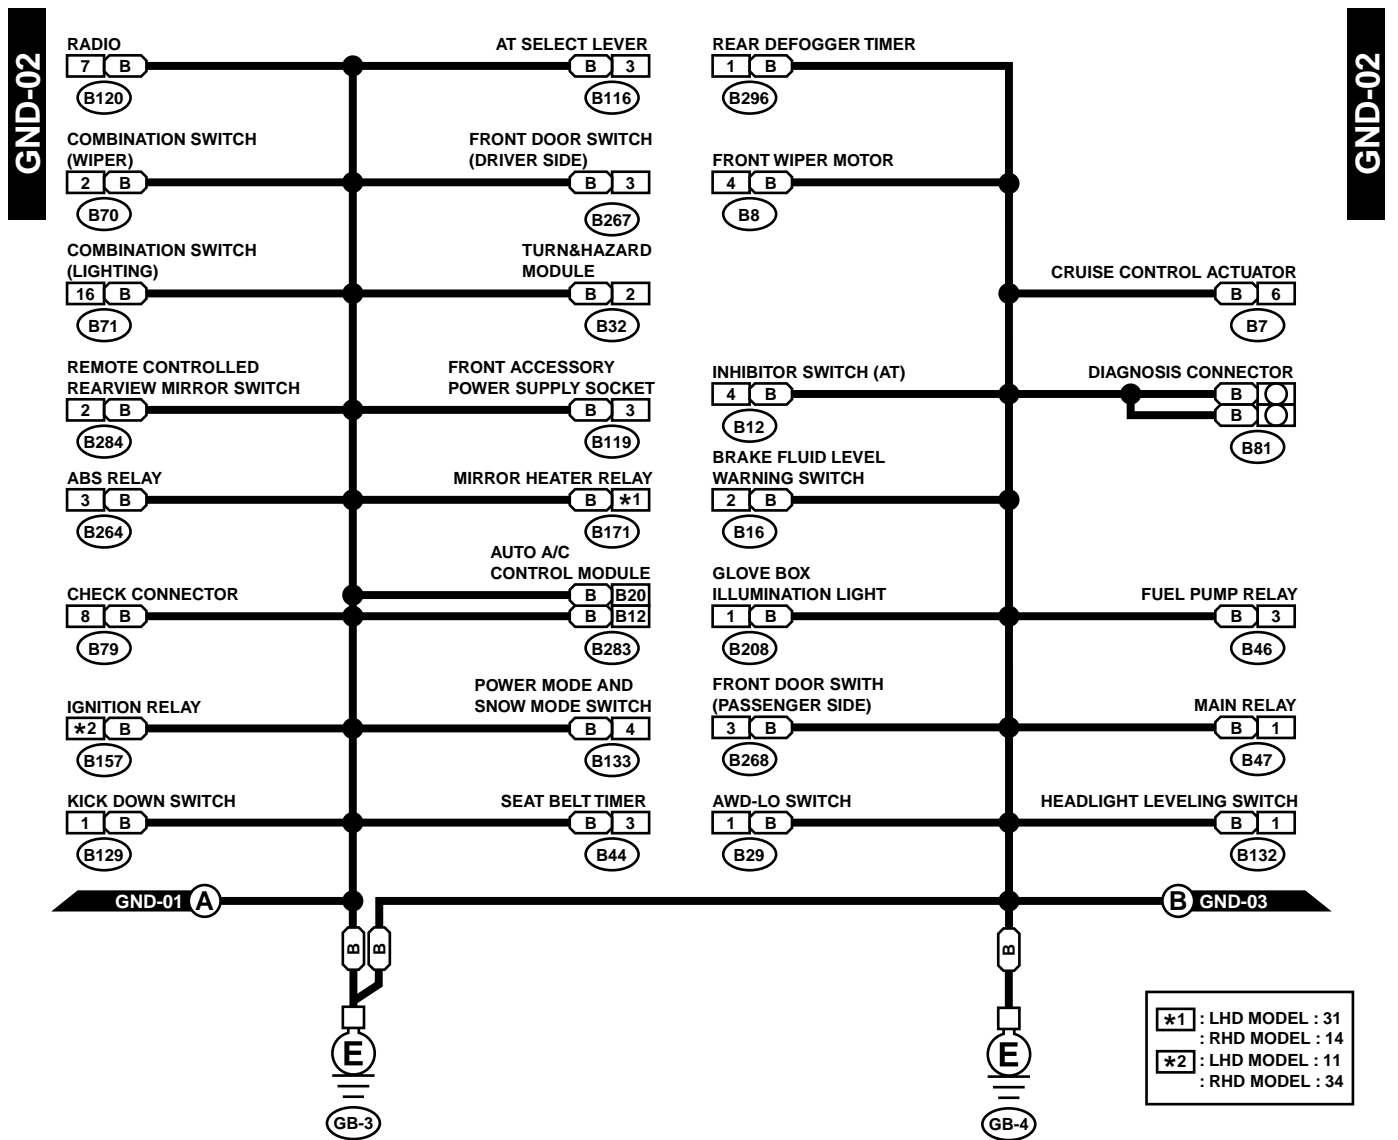 GND-02
GND-02
RADIO
7 B
B120
AT SELECT LEVER
B 3
B116
COMBINATION SWITCH
(WIPER)
2 B
B70
FRONT DOOR SWITCH
(DRIVER SIDE)
B 3
B267
COMBINATION SWITCH
(LIGHTING)
16 B
B71
TURN&HAZARD
MODULE
B 2
B32
REMOTE CONTROLLED
REARVIEW MIRROR SWITCH
2 B
B284
FRONT ACCESSORY
POWER SUPPLY SOCKET
B 3
B119
ABS RELAY
3 B
B264
MIRROR HEATER RELAY
B *1
B171
AUTO A/C
CONTROL MODULE
B B20
B B12
B283
CHECK CONNECTOR
8 B
B79
IGNITION RELAY
*2 B
B157
POWER MODE AND
SNOW MODE SWITCH
B 4
B133
KICK DOWN SWITCH
1 B
B129
SEAT BELT TIMER
B 3
B44
REAR DEFOGGER TIMER
1 B
B296
FRONT WIPER MOTOR
4 B
B8
CRUISE CONTROL ACTUATOR
B 6
B7
INHIBITOR SWITCH (AT)
4 B
B12
DIAGNOSIS CONNECTOR
B
B
B81
BRAKE FLUID LEVEL
WARNING SWITCH
2 B
B16
GLOVE BOX
ILLUMINATION LIGHT
1 B
B208
FUEL PUMP RELAY
B 3
B46
FRONT DOOR SWITH
(PASSENGER SIDE)
3 B
B268
MAIN RELAY
B 1
B47
AWD-LO SWITCH
1 B
B29
HEADLIGHT LEVELING SWITCH
B 1
B132
GND-01 A
B GND-03
B B
B
E
GB-3
E
GB-4
*1 : LHD MODEL : 31
: RHD MODEL : 14
*2 : LHD MODEL : 11
: RHD MODEL : 34